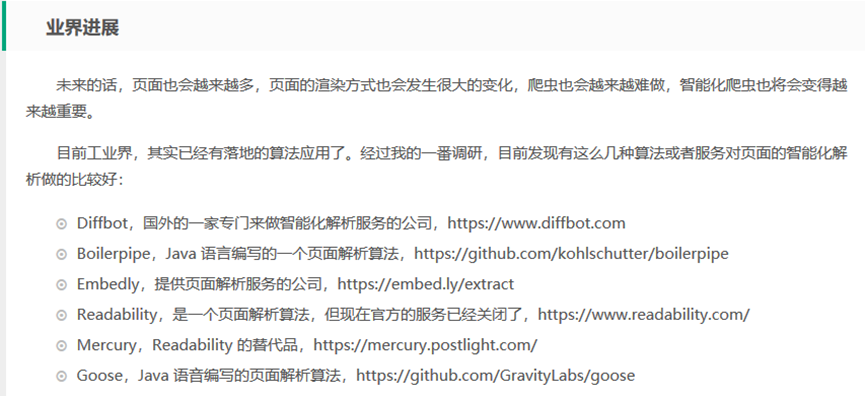 业界进展
未来的话，页面也会越来越多，页面的渲染方式也会发生很大的变化，爬虫也会越来越难做，智能化爬虫也将会变得越
来越重要。
目前工业界，其实已经有落地的算法应用了。经过我的一番调研，目前发现有这么几种算法或者服务对页面的智能化解
析做的比较好：
Diffbot，国外的一家专门来做智能化解析服务的公司，https://www.diffbot.com
Boilerpipe，Java 语言编写的一个页面解析算法，https://github.com/kohlschutter/boilerpipe
Embedly，提供页面解析服务的公司，https://embed.ly/extract
Readability，是一个页面解析算法，但现在官方的服务已经关闭了，https://www.readability.com/
Mercury，Readability 的替代品，https://mercury.postlight.com/
Goose，Java 语音编写的页面解析算法，https://github.com/GravityLabs/goose